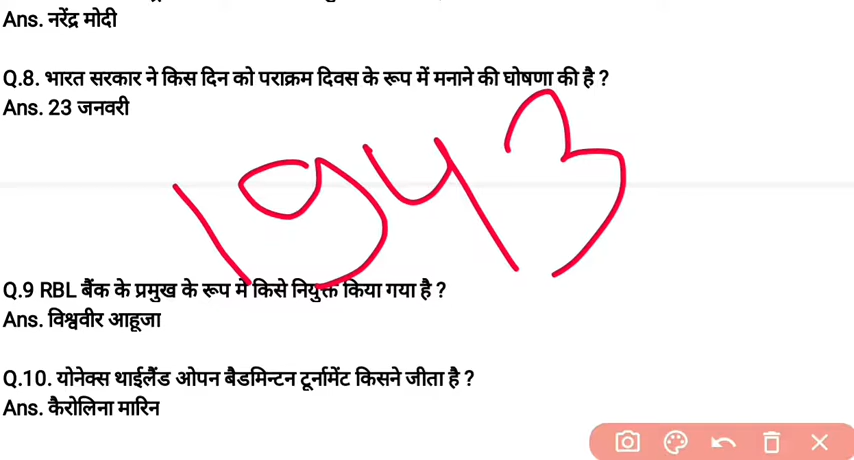 Ans. नरेंद्र मोदी
Q.8. भारत सरकार ने किस दिन को पराक्रम दिवस के रूप में मनाने की घोषणा की है ?
Ans. 23 जनवरी
1943
Q.9 RBL बैंक के प्रमुख के रूप में किसे नियुक्त किया गया है ?
Ans. विश्ववीर आहूजा
Q.10. योनेक्स थाईलैंड ओपन बैडमिन्टन टूर्नामेंट किसने जीता है ?
Ans. कैरोलिना मारिन